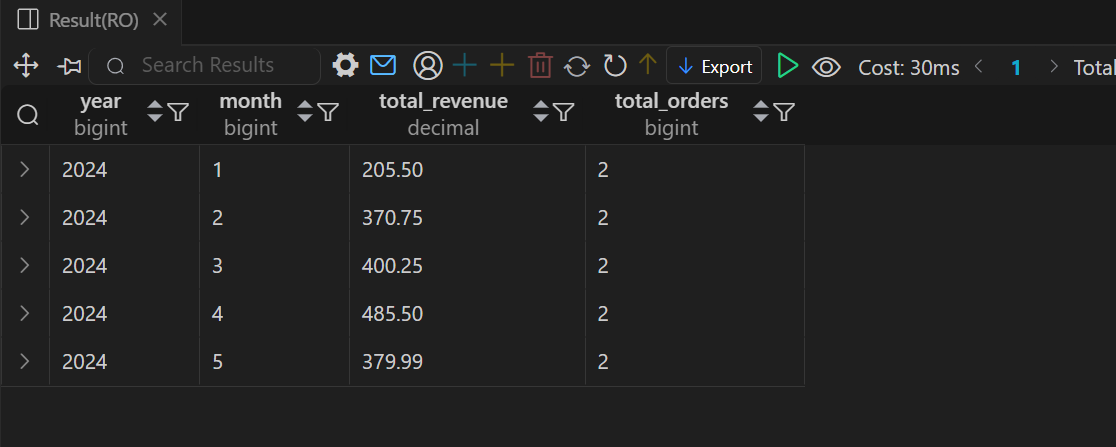 Result(RO)
Search Results Export Cost: 30ms 1 Total
year month total_revenue total_orders
bigint bigint decimal bigint
2024 1 205.50 2
2024 2 370.75 2
2024 3 400.25 2
2024 4 485.50 2
2024 5 379.99 2